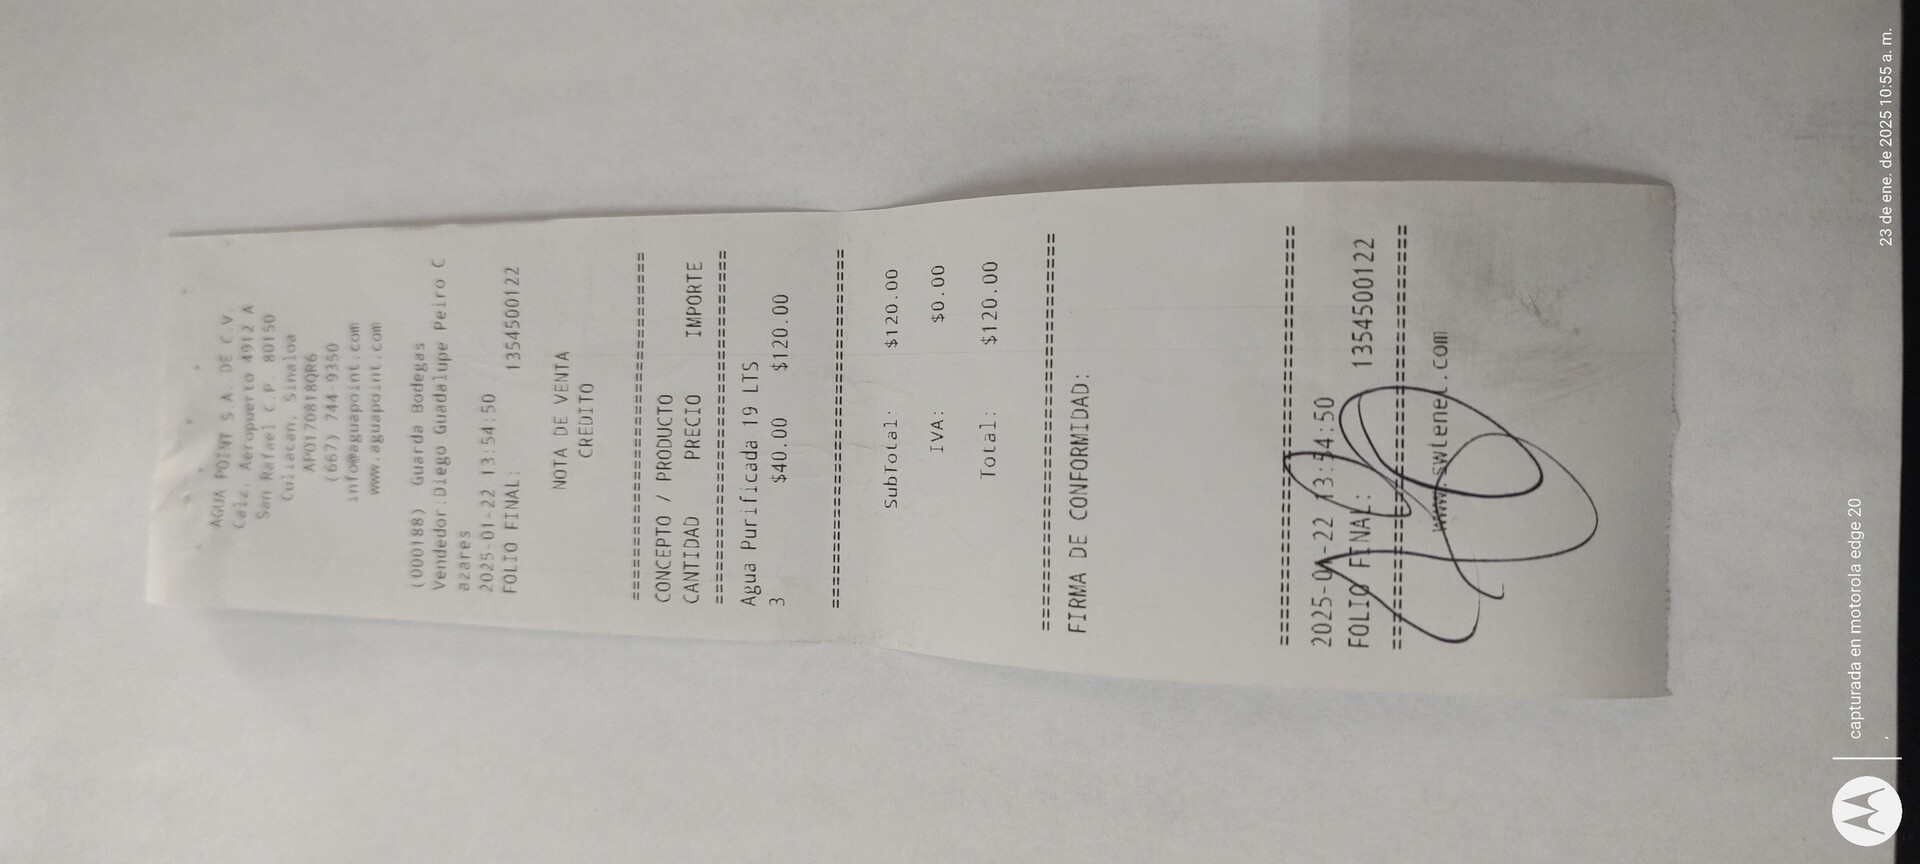 AGUA POINT S.A. DE C.V.
Calz. Aeropuerto 4912 A
San Rafael C.P. 80150
Culiacan, Sinaloa
APO170818QR6
(667) 744-9350
info@aguapoint.com
www.aguapoint.com
(000188) Guarda Bodegas
Vendedor:Diego Guadalupe Peiro C
azares
2025-01-22 13:54:50
FOLIO FINAL: 1354500122
NOTA DE VENTA
CREDITO
================================
CONCEPTO / PRODUCTO
CANTIDAD PRECIO IMPORTE
================================
Agua Purificada 19 LTS
3 $40.00 $120.00
================================
SubTotal: $120.00
IVA: $0.00
Total: $120.00
================================
FIRMA DE CONFORMIDAD:
================================
2025-01-22 13:54:50
FOLIO FINAL: 1354500122
================================
www.swtenel.com
capturada en motorola edge 20
23 de ene. de 2025 10:55 a. m.